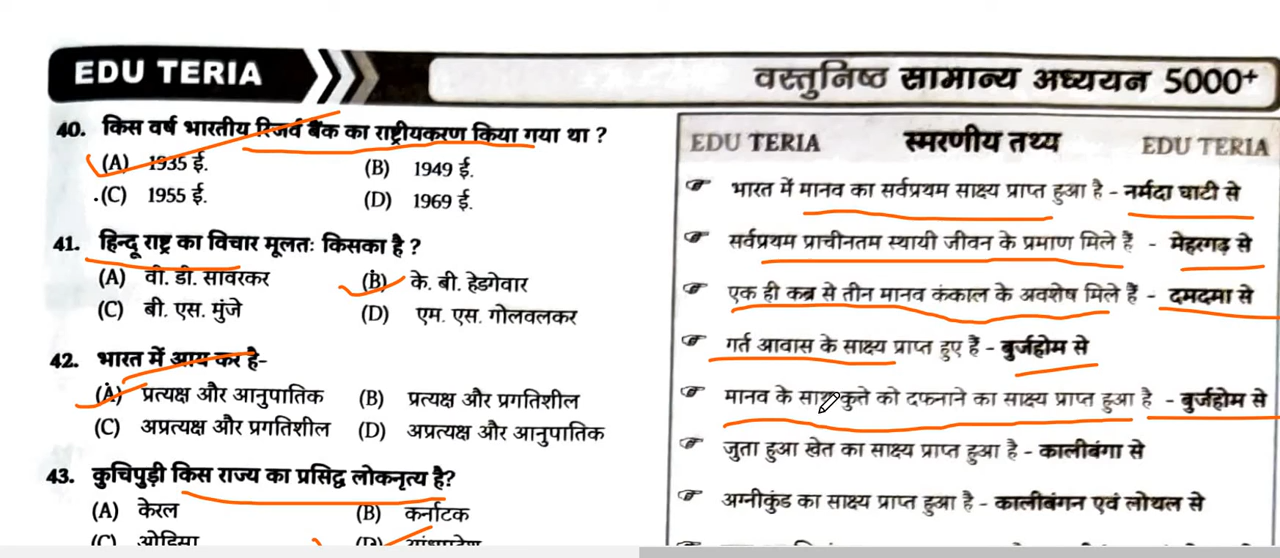 EDU TERIA
वस्तुनिष्ठ सामान्य अध्ययन 5000+
40. किस वर्ष भारतीय रिजर्व बैंक का राष्ट्रीयकरण किया गया था ?
(A) 1935 ई. (B) 1949 ई.
(C) 1955 ई. (D) 1969 ई.
41. हिन्दू राष्ट्र का विचार मूलतः किसका है ?
(A) वी. डी. सावरकर (B) के. बी. हेडगेवार
(C) बी. एस. मुंजे (D) एम. एस. गोलवलकर
42. भारत में आय कर है-
(A) प्रत्यक्ष और आनुपातिक (B) प्रत्यक्ष और प्रगतिशील
(C) अप्रत्यक्ष और प्रगतिशील (D) अप्रत्यक्ष और आनुपातिक
43. कुचिपुड़ी किस राज्य का प्रसिद्ध लोकनृत्य है?
(A) केरल (B) कर्नाटक
(C) ओडिसा (D) आंध्रप्रदेश
EDU TERIA स्मरणीय तथ्य EDU TERIA
भारत में मानव का सर्वप्रथम साक्ष्य प्राप्त हुआ है - नर्मदा घाटी से
सर्वप्रथम प्राचीनतम स्थायी जीवन के प्रमाण मिले हैं - मेहरगढ़ से
एक ही कब्र से तीन मानव कंकाल के अवशेष मिले हैं - दमदमा से
गर्त आवास के साक्ष्य प्राप्त हुए हैं - बुर्जहोम से
मानव के साथ कुत्ते को दफनाने का साक्ष्य प्राप्त हुआ है - बुर्जहोम से
जुता हुआ खेत का साक्ष्य प्राप्त हुआ है - कालीबंगा से
अग्नीकुंड का साक्ष्य प्राप्त हुआ है - कालीबंगन एवं लोथल से